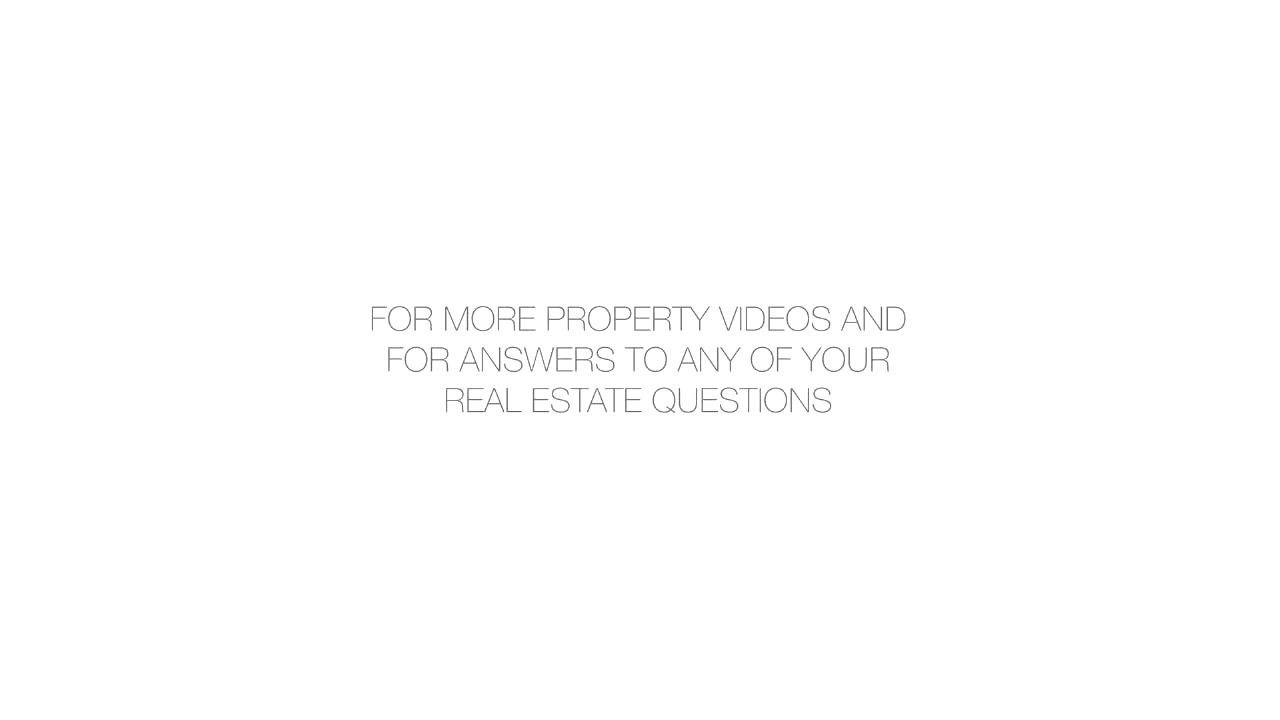 FOR MORE PROPERTY VIDEOS AND
FOR ANSWERS TO ANY OF YOUR
REAL ESTATE QUESTIONS